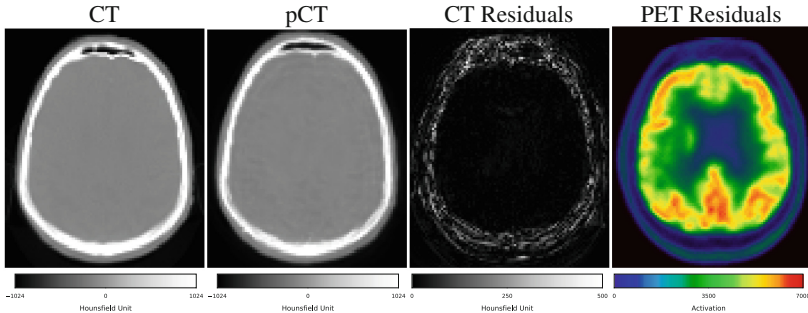 CT pCT CT Residuals PET Residuals
−1024 0 1024 −1024 0 1024 0 250 500 0 3500 7000
Hounsfield Unit Hounsfield Unit Hounsfield Unit Activation